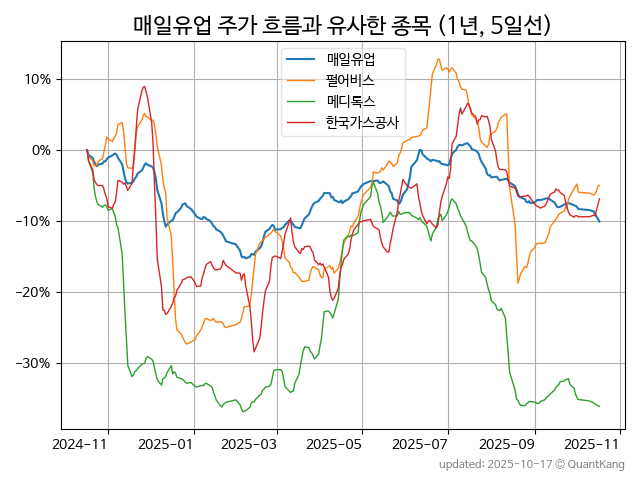 매일유업 주가 흐름과 유사한 종목 (1년, 5일선)
매일유업
펄어비스
메디톡스
한국가스공사
10%
0%
−10%
−20%
−30%
2024-11
2025-01
2025-03
2025-05
2025-07
2025-09
2025-11
updated: 2025-10-17 © QuantKang